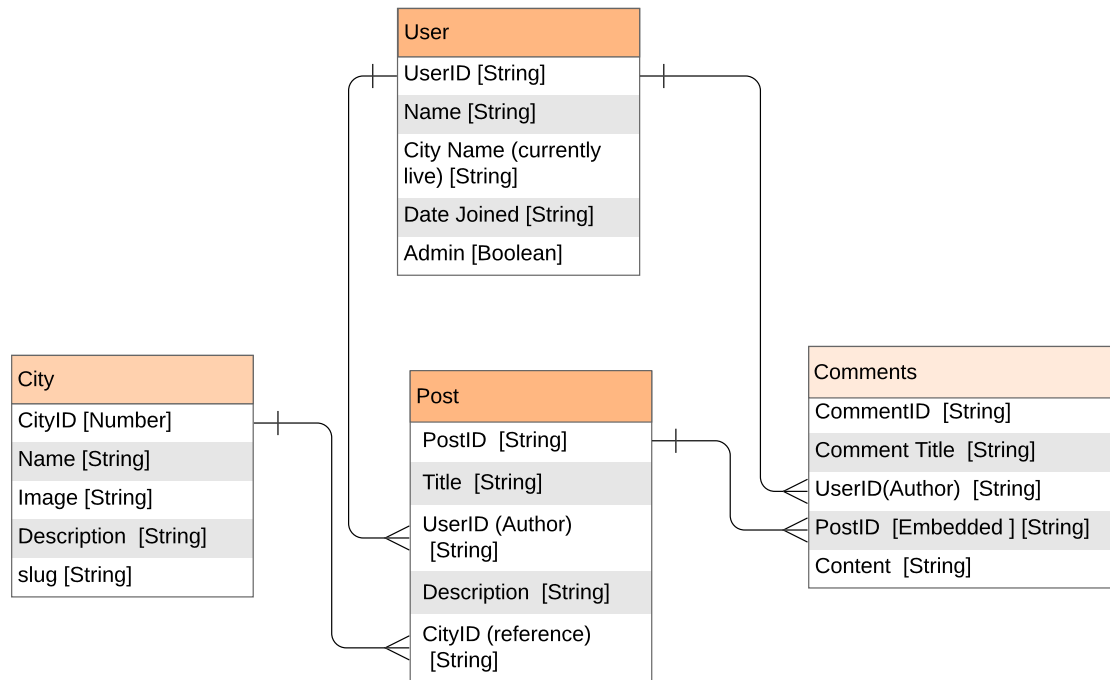 User
UserID [String]
Name [String]
City Name (currently
live) [String]
Date Joined [String]
Admin [Boolean]
City
CityID [Number]
Name [String]
Image [String]
Description [String]
slug [String]
Post
PostID [String]
Title [String]
UserID (Author)
[String]
Description [String]
CityID (reference)
[String]
Comments
CommentID [String]
Comment Title [String]
UserID(Author) [String]
PostID [Embedded ] [String]
Content [String]